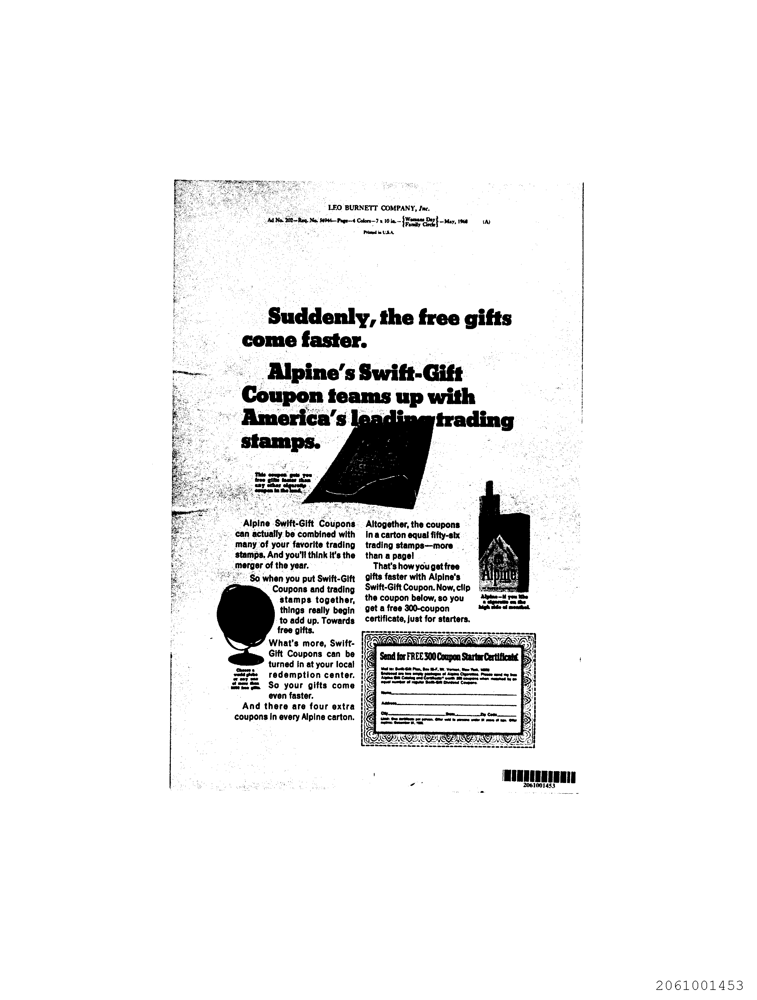 LEO BURNETT COMPANY, Inc.
Ad No. 202—Req. No. 36944—Page—4 Colors—7 x 10 in.—{Womans Day / Family Circle}—May, 1968 (A)
Printed in U.S.A.
Suddenly, the free gifts
come faster.
Alpine's Swift-Gift
Coupon teams up with
America's leading trading
stamps.
This coupon gets you
free gifts faster than
any other cigarette
coupon in the land.
Alpine Swift-Gift Coupons
can actually be combined with
many of your favorite trading
stamps. And you'll think it's the
merger of the year.
So when you put Swift-Gift
Coupons and trading
stamps together,
things really begin
to add up. Towards
free gifts.
What's more, Swift-
Gift Coupons can be
turned in at your local
redemption center.
So your gifts come
even faster.
And there are four extra
coupons in every Alpine carton.
Choose a
world globe
or any one
of more than
Altogether, the coupons
in a carton equal fifty-six
trading stamps—more
than a page!
That's how you get free
gifts faster with Alpine's
Swift-Gift Coupon. Now, clip
the coupon below, so you
get a free 300-coupon
certificate, just for starters.
Alpine
Alpine—if you like
a cigarette on the
high side of menthol.
Send for FREE 300 Coupon Starter Certificate!
Name
Address
City State Zip Code
2061001453
2061001453